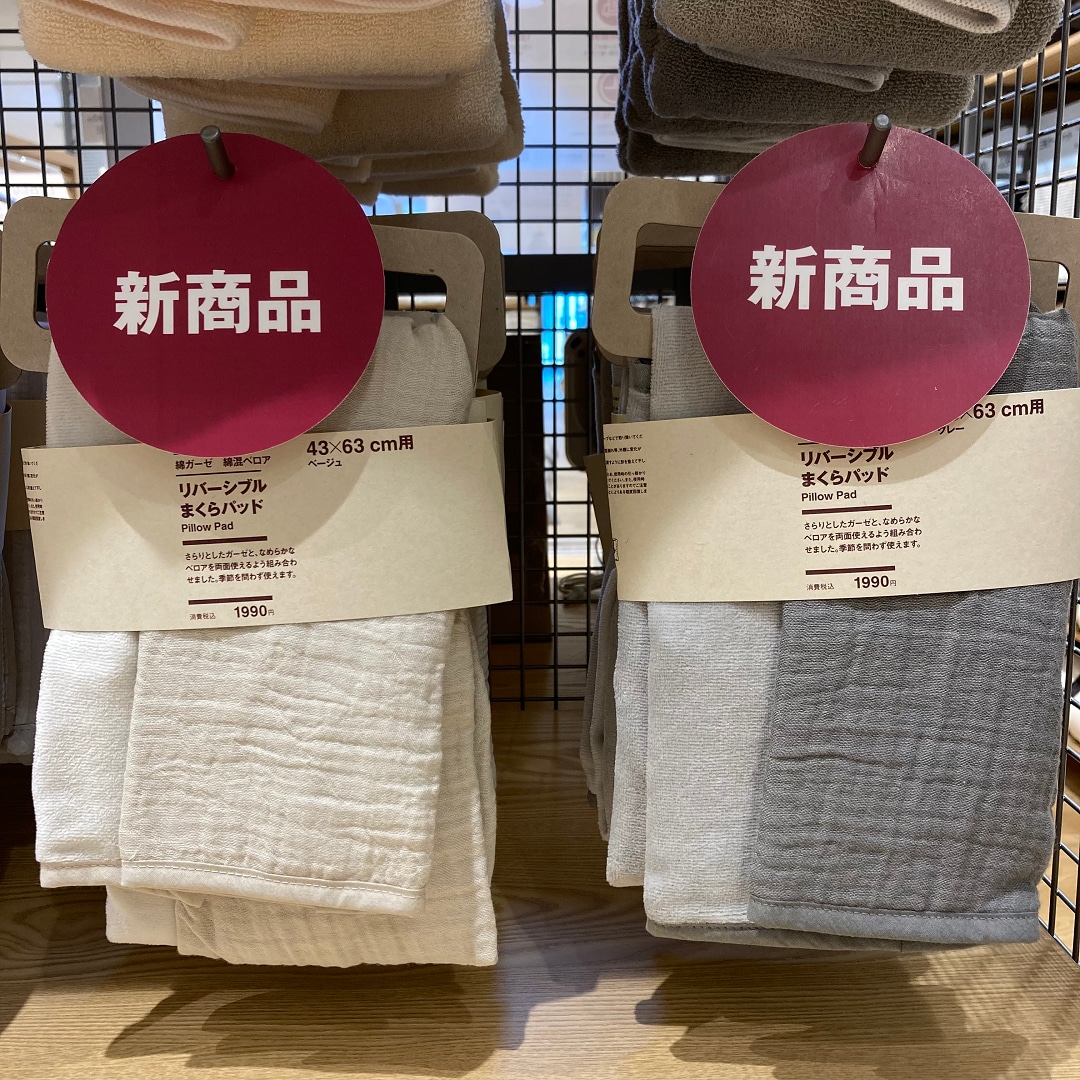 新商品
綿ガーゼ 綿混ベロア
43×63 cm用
ベージュ
リバーシブル
まくらパッド
Pillow Pad
さらりとしたガーゼと、なめらかな
ベロアを両面使えるよう組み合わ
せました。季節を問わず使えます。
消費税込 1990円
新商品
63 cm用
グレー
リバーシブル
まくらパッド
Pillow Pad
さらりとしたガーゼと、なめらかな
ベロアを両面使えるよう組み合わ
せました。季節を問わず使えます。
消費税込 1990円